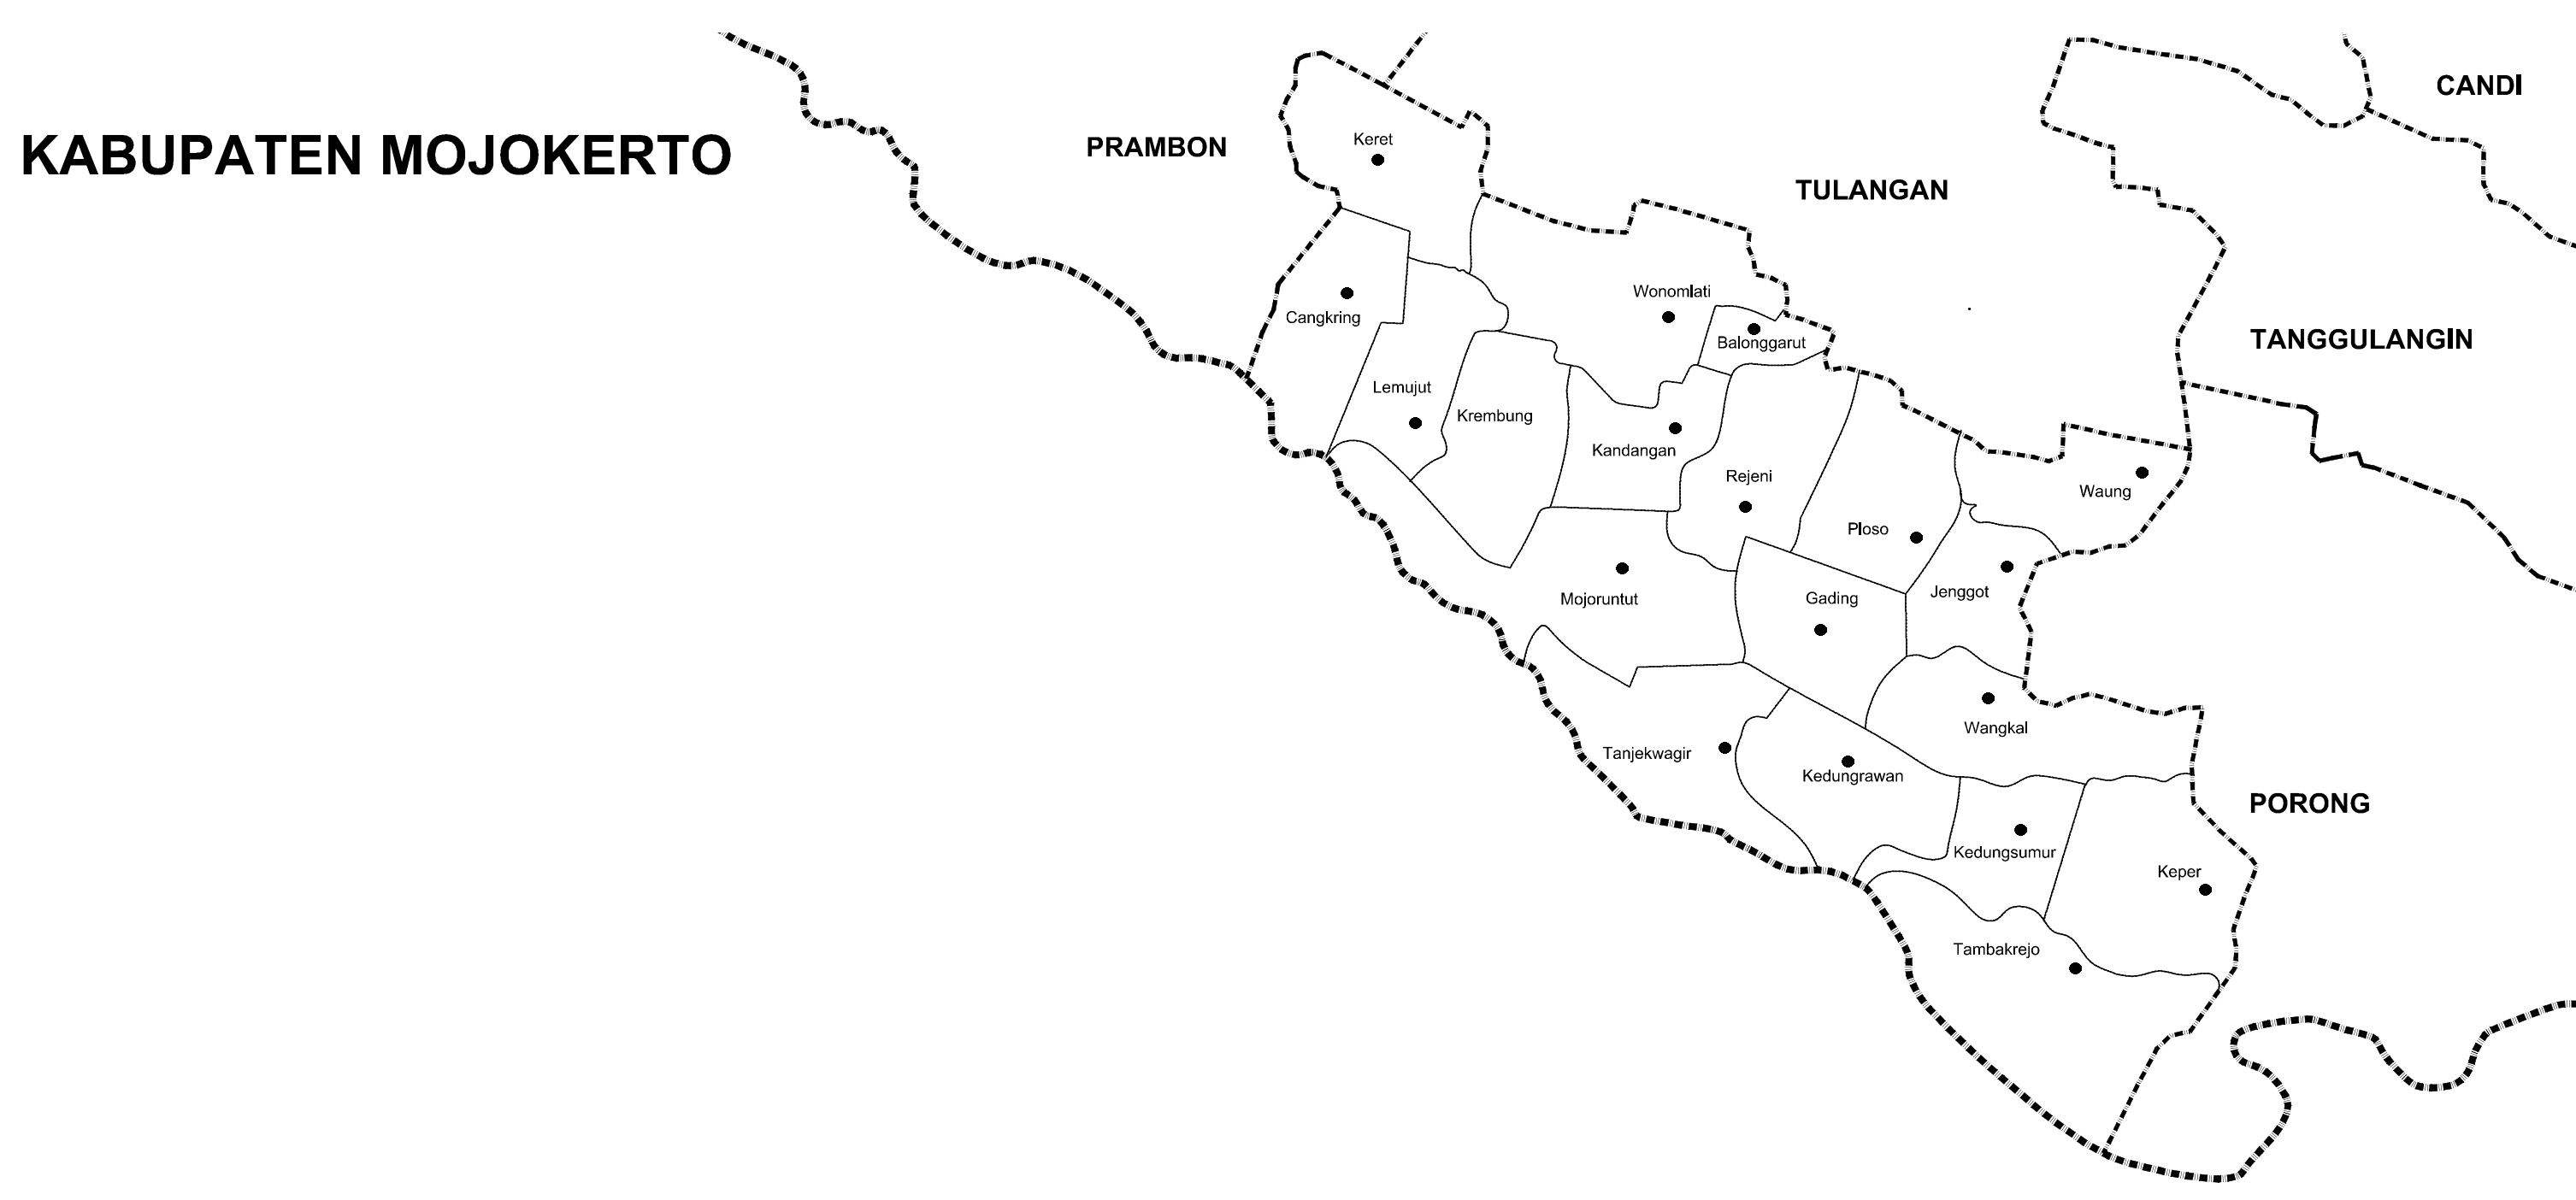 CANDI
KABUPATEN MOJOKERTO
PRAMBON
Keret
TULANGAN
Wonomlati
Cangkring
Balonggarut
TANGGULANGIN
Lemujut
Krembung
Kandangan
Rejeni
Waung
Ploso
Jenggot
Mojoruntut
Gading
Wangkal
Tanjekwagir
Kedungrawan
PORONG
Kedungsumur
Keper
Tambakrejo